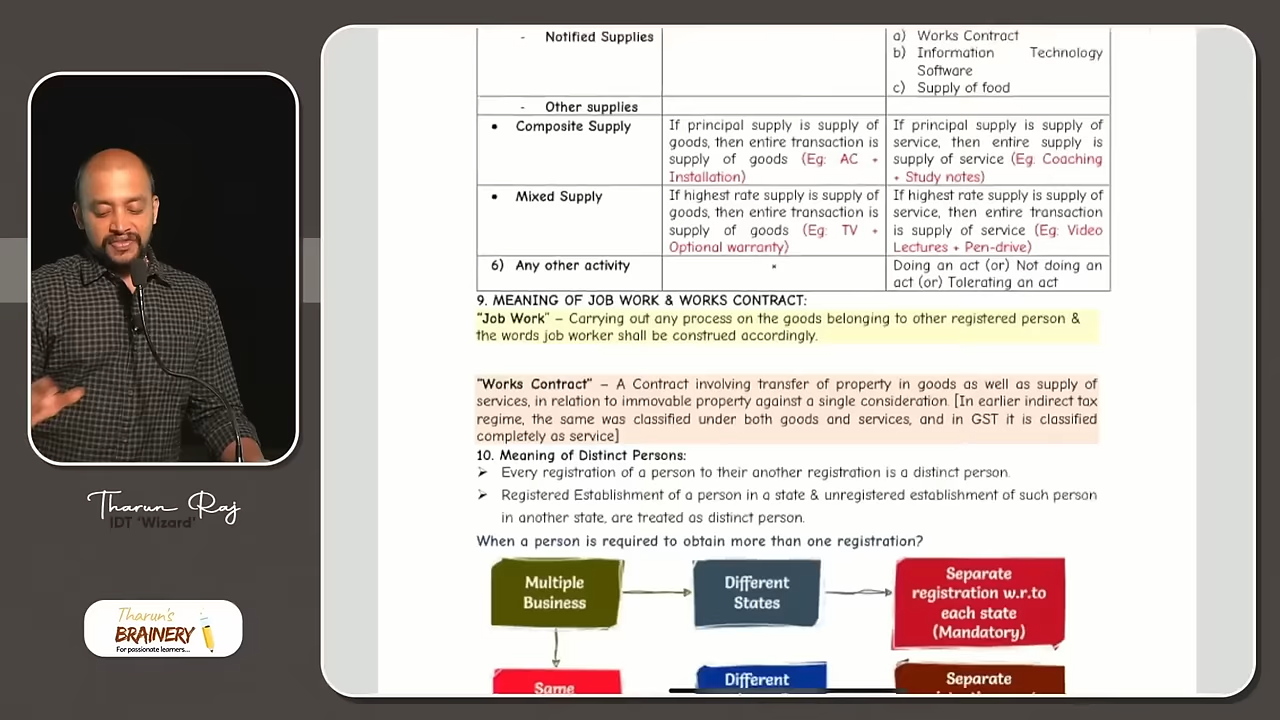 - Notified Supplies
a) Works Contract
b) Information Technology
Software
c) Supply of food
- Other supplies
• Composite Supply
If principal supply is supply of
goods, then entire transaction is
supply of goods (Eg: AC +
Installation)
If principal supply is supply of
service, then entire supply is
supply of service (Eg. Coaching
+ Study notes)
• Mixed Supply
If highest rate supply is supply of
goods, then entire transaction is
supply of goods (Eg: TV +
Optional warranty)
If highest rate supply is supply of
service, then entire transaction
is supply of service (Eg: Video
Lectures + Pen-drive)
6) Any other activity
×
Doing an act (or) Not doing an
act (or) Tolerating an act
9. MEANING OF JOB WORK & WORKS CONTRACT:
"Job Work" – Carrying out any process on the goods belonging to other registered person &
the words job worker shall be construed accordingly.
"Works Contract" – A Contract involving transfer of property in goods as well as supply of
services, in relation to immovable property against a single consideration. [In earlier indirect tax
regime, the same was classified under both goods and services, and in GST it is classified
completely as service]
10. Meaning of Distinct Persons:
➢ Every registration of a person to their another registration is a distinct person.
➢ Registered Establishment of a person in a state & unregistered establishment of such person
in another state, are treated as distinct person.
When a person is required to obtain more than one registration?
Multiple
Business
Different
States
Separate
registration w.r.to
each state
(Mandatory)
Same
Different
Separate
Tharun Raj
IDT 'Wizard'
Tharun's
BRAINERY
For passionate learners...